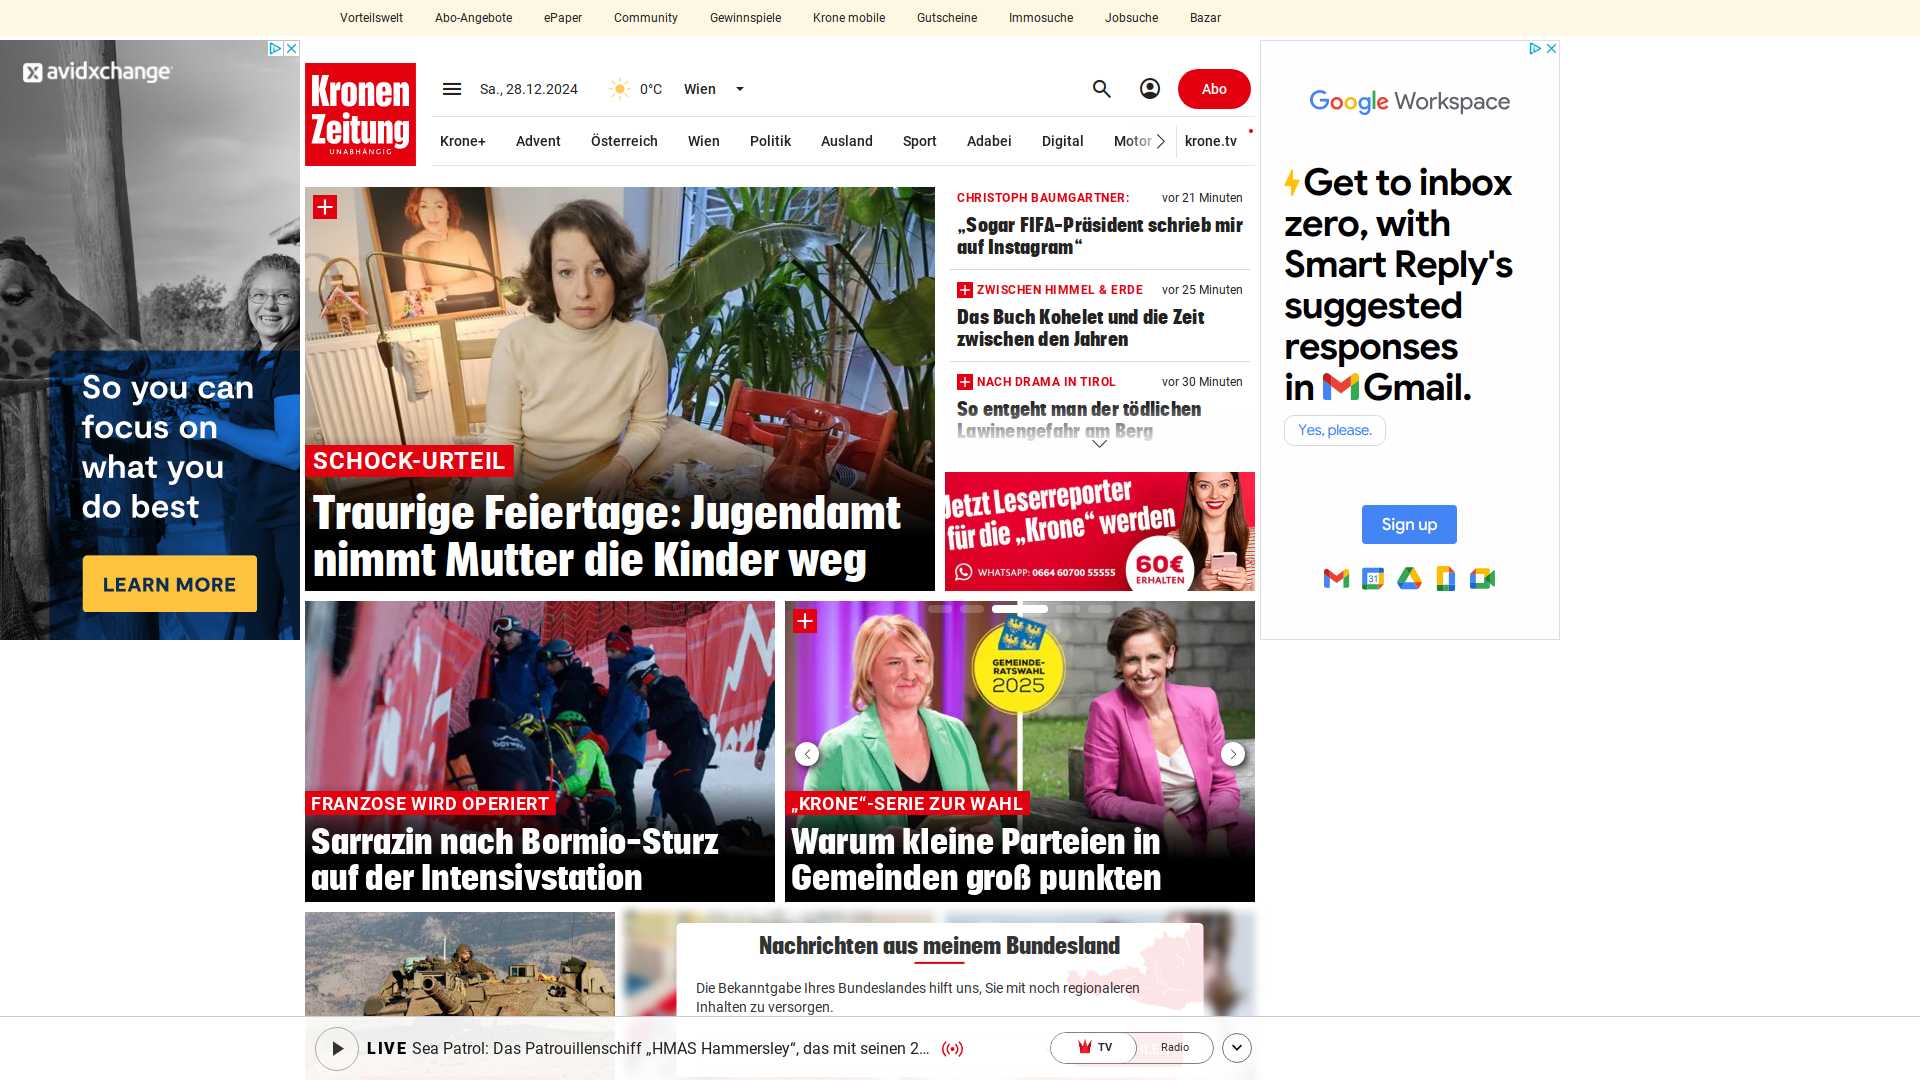 Vorteilswelt Abo-Angebote ePaper Community Gewinnspiele Krone mobile Gutscheine Immosuche Jobsuche Bazar
avidxchange
So you can
focus on
what you
do best
LEARN MORE
Kronen
Zeitung
UNABHÄNGIG
Sa., 28.12.2024 0°C Wien Abo
Krone+ Advent Österreich Wien Politik Ausland Sport Adabei Digital Motor krone.tv
SCHOCK-URTEIL
Traurige Feiertage: Jugendamt
nimmt Mutter die Kinder weg
CHRISTOPH BAUMGARTNER: vor 21 Minuten
„Sogar FIFA-Präsident schrieb mir
auf Instagram“
ZWISCHEN HIMMEL & ERDE vor 25 Minuten
Das Buch Kohelet und die Zeit
zwischen den Jahren
NACH DRAMA IN TIROL vor 30 Minuten
So entgeht man der tödlichen
Lawinengefahr am Berg
Jetzt Leserreporter
für die „Krone“ werden
WHATSAPP: 0664 60700 55555
60€
ERHALTEN
Google Workspace
Get to inbox
zero, with
Smart Reply's
suggested
responses
in Gmail.
Yes, please.
Sign up
31
FRANZOSE WIRD OPERIERT
Sarrazin nach Bormio-Sturz
auf der Intensivstation
GEMEINDE-
RATSWAHL
2025
„KRONE“-SERIE ZUR WAHL
Warum kleine Parteien in
Gemeinden groß punkten
Nachrichten aus meinem Bundesland
Die Bekanntgabe Ihres Bundeslandes hilft uns, Sie mit noch regionaleren
Inhalten zu versorgen.
LIVE Sea Patrol: Das Patrouillenschiff „HMAS Hammersley“, das mit seinen 2... TV Radio